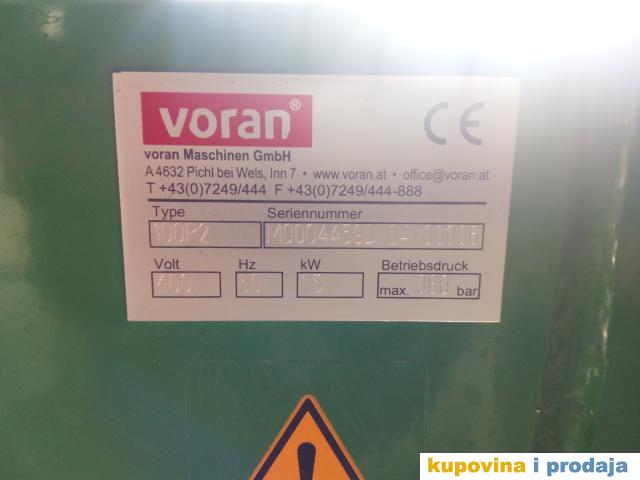 voran®
CE
voran Maschinen GmbH
A 4632 Pichl bei Wels, Inn 7 • www.voran.at • office@voran.at
T +43(0)7249/444 F +43(0)7249/444-888
Type Seriennummer
100P2
Volt Hz kW Betriebsdruck
400 50 max. bar
kupovina i prodaja